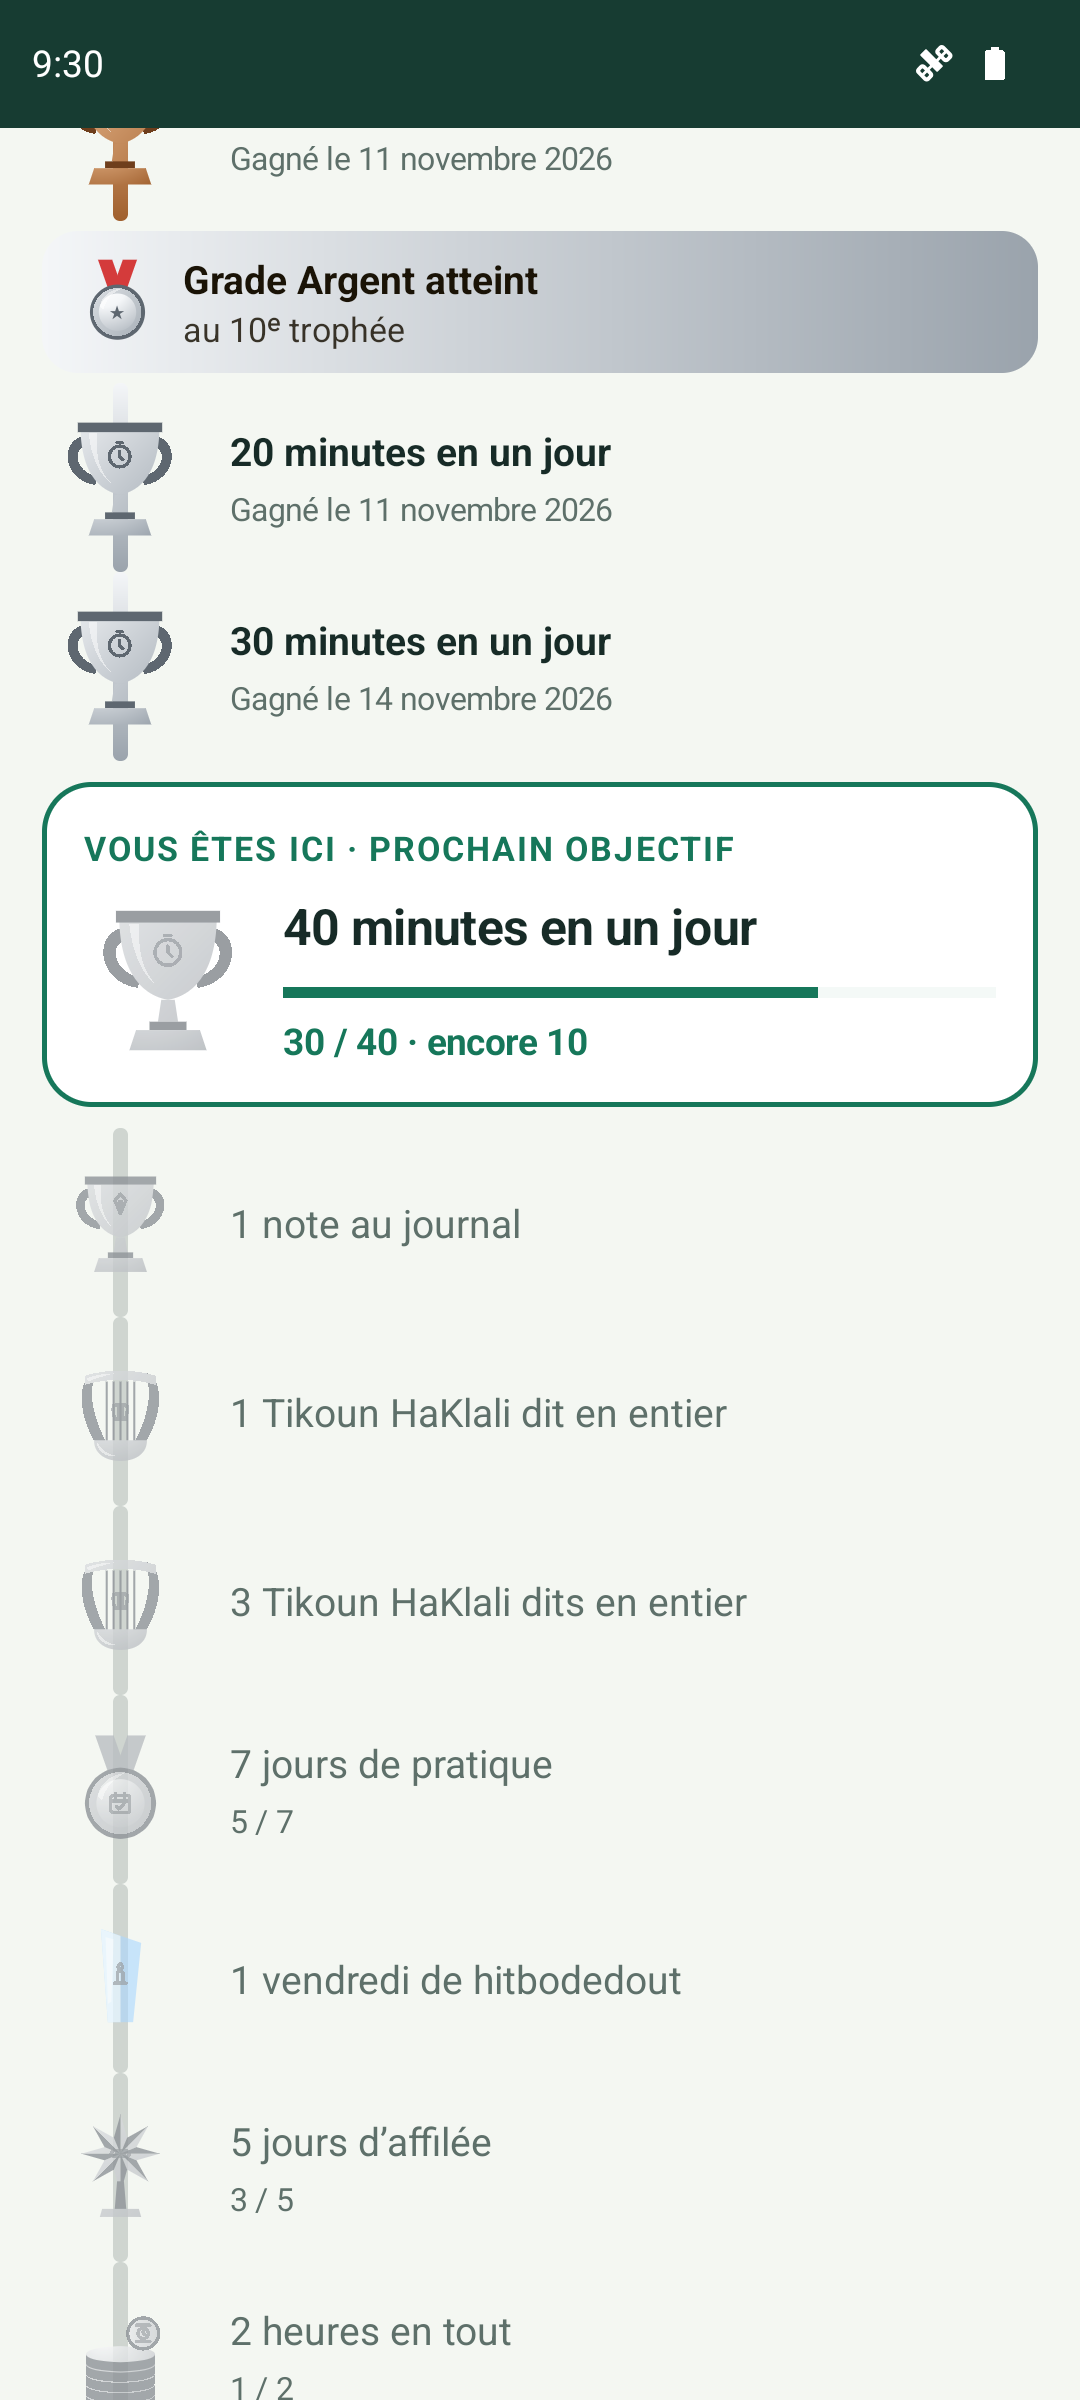 9:30
Gagné le 11 novembre 2026
Grade Argent atteint
au 10ᵉ trophée
20 minutes en un jour
Gagné le 11 novembre 2026
30 minutes en un jour
Gagné le 14 novembre 2026
VOUS ÊTES ICI · PROCHAIN OBJECTIF
40 minutes en un jour
30 / 40 · encore 10
1 note au journal
1 Tikoun HaKlali dit en entier
3 Tikoun HaKlali dits en entier
7 jours de pratique
5 / 7
1 vendredi de hitbodedout
5 jours d’affilée
3 / 5
2 heures en tout
1 / 2